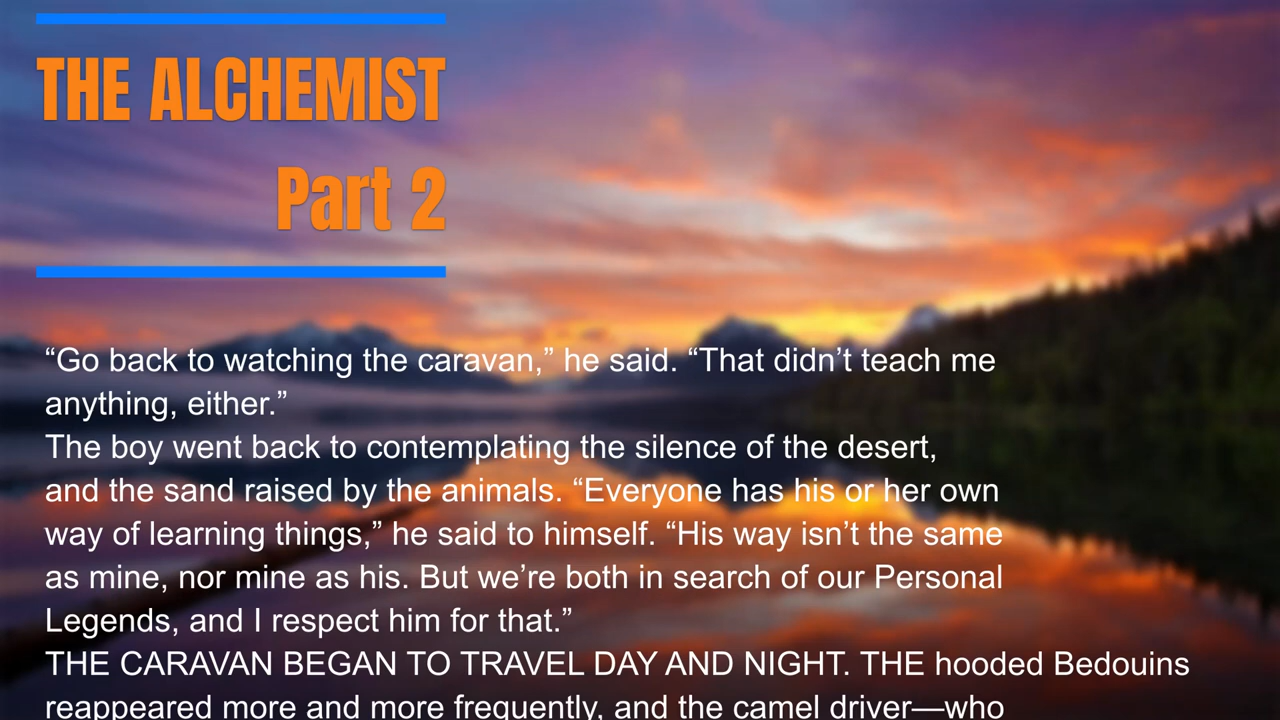 THE ALCHEMIST
Part 2
“Go back to watching the caravan,” he said. “That didn’t teach me
anything, either.”
The boy went back to contemplating the silence of the desert,
and the sand raised by the animals. “Everyone has his or her own
way of learning things,” he said to himself. “His way isn’t the same
as mine, nor mine as his. But we’re both in search of our Personal
Legends, and I respect him for that.”
THE CARAVAN BEGAN TO TRAVEL DAY AND NIGHT. THE hooded Bedouins
reappeared more and more frequently, and the camel driver—who